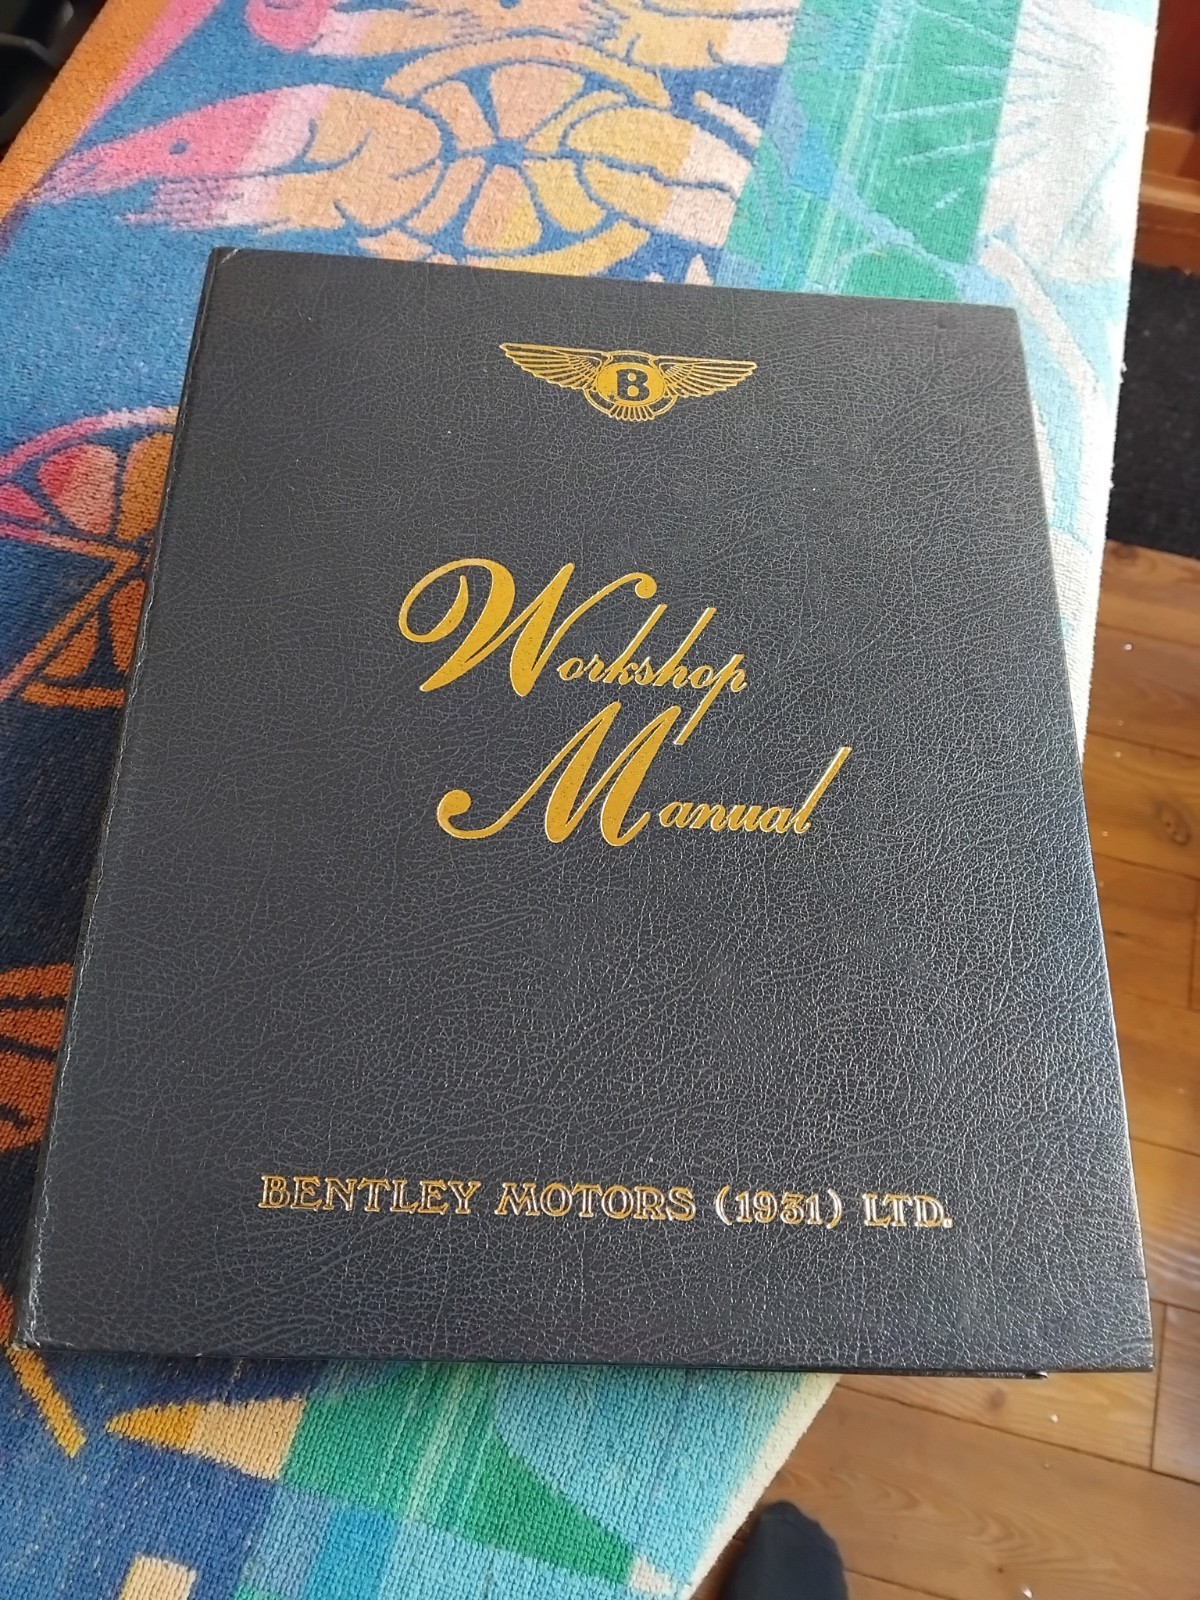 B
Workshop
Manual
BENTLEY MOTORS (1931) LTD.